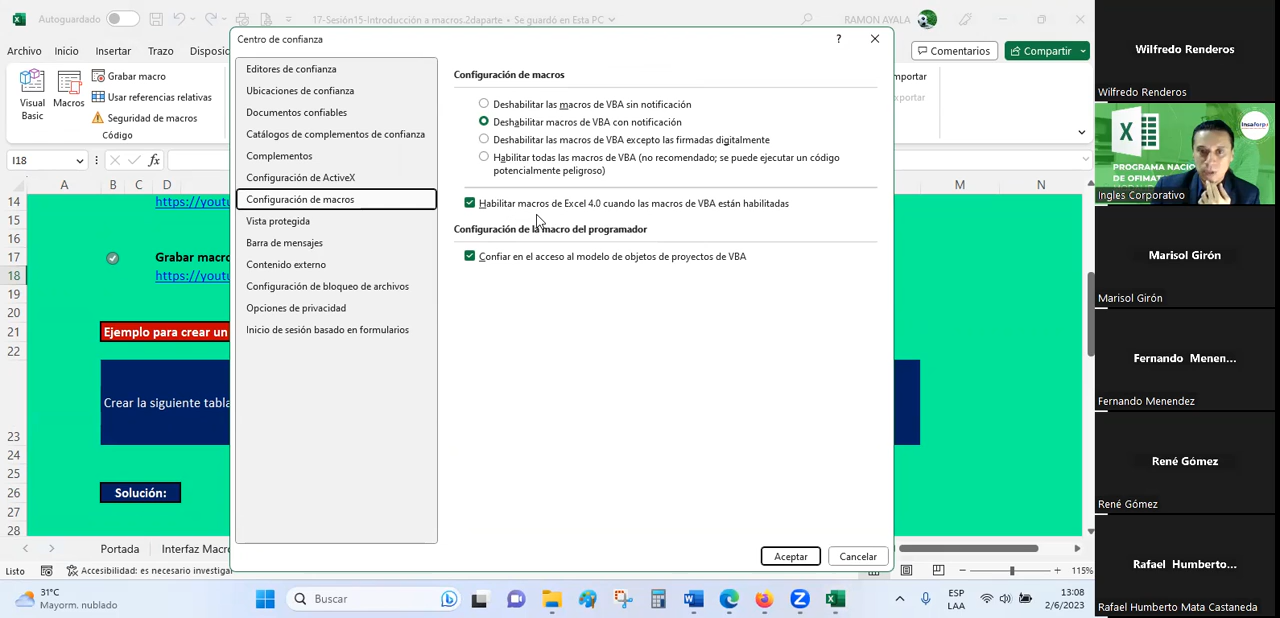 Autoguardado
17-Sesión15-Introducción a macros.2daparte • Se guardó en Este PC
RAMON AYALA
Archivo
Inicio
Insertar
Trazo
Comentarios
Compartir
Visual
Basic
Macros
Grabar macro
Usar referencias relativas
Seguridad de macros
Código
I18
fx
A
B
C
D
M
N
14
15
16
17
18
19
20
21
22
23
24
25
26
27
28
Grabar macro
Ejemplo para crear un
Crear la siguiente tabla
Solución:
Centro de confianza
?
Editores de confianza
Ubicaciones de confianza
Documentos confiables
Catálogos de complementos de confianza
Complementos
Configuración de ActiveX
Configuración de macros
Vista protegida
Barra de mensajes
Contenido externo
Configuración de bloqueo de archivos
Opciones de privacidad
Inicio de sesión basado en formularios
Configuración de macros
Deshabilitar las macros de VBA sin notificación
Deshabilitar macros de VBA con notificación
Deshabilitar macros de VBA excepto las firmadas digitalmente
Habilitar todas las macros de VBA (no recomendado; se puede ejecutar un código
potencialmente peligroso)
Habilitar macros de Excel 4.0 cuando las macros de VBA están habilitadas
Configuración de la macro del programador
Confiar en el acceso al modelo de objetos de proyectos de VBA
Aceptar
Cancelar
Portada
Interfaz Macro
Listo
Accesibilidad: es necesario investigar
115%
31°C
Mayorm. nublado
Buscar
ESP
LAA
13:08
2/6/2023
Wilfredo Renderos
Wilfredo Renderos
PROGRAMA
Ingles Corporativo
Marisol Girón
Marisol Girón
Fernando Menen...
Fernando Menendez
René Gómez
René Gómez
Rafael Humberto...
Rafael Humberto Mata Castaneda